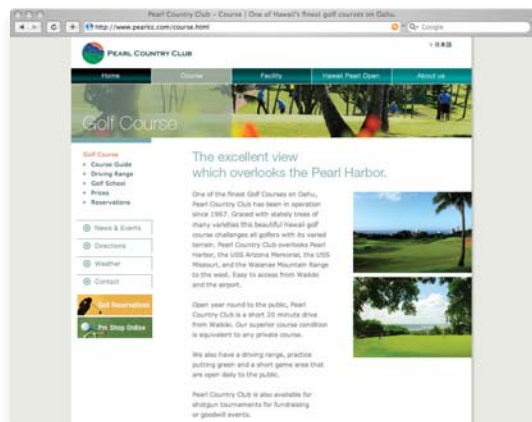 Pearl Country Club – Course | One of Hawaii's finest golf courses on Oahu.
http://www.pearlcc.com/course.html
Google
PEARL COUNTRY CLUB
日本語
Home Course Facility Hawaii Pearl Open About us
Golf Course
Golf Course
Course Guide
Driving Range
Golf School
Prices
Reservations
News & Events
Directions
Weather
Contact
Golf Reservations
Pro Shop Online
The excellent view
which overlooks the Pearl Harbor.
One of the finest Golf Courses on Oahu,
Pearl Country Club has been in operation
since 1967. Graced with stately trees of
many varieties this beautiful Hawaii golf
course challenges all golfers with its varied
terrain. Pearl Country Club overlooks Pearl
Harbor, the USS Arizona Memorial, the USS
Missouri, and the Waianae Mountain Range
to the west. Easy to access from Waikiki
and the airport.
Open year round to the public, Pearl
Country Club is a short 20 minute drive
from Waikiki. Our superior course condition
is equivalent to any private course.
We also have a driving range, practice
putting green and a short game area that
are open daily to the public.
Pearl Country Club is also available for
shotgun tournaments for fundraising
or goodwill events.